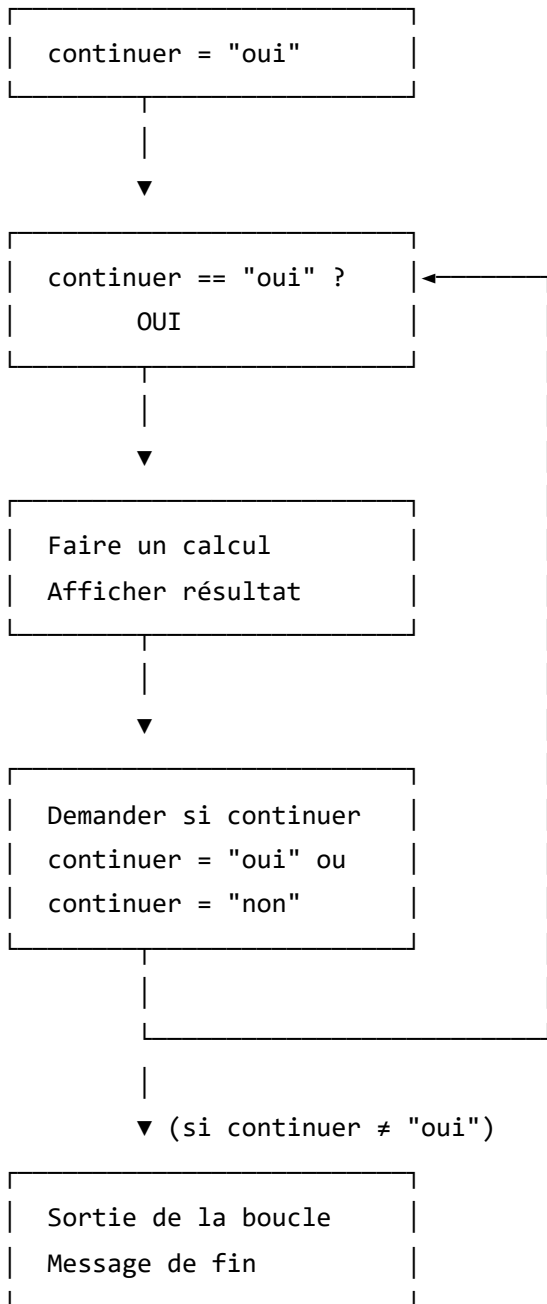 continuer = "oui"
continuer == "oui" ?
OUI
Faire un calcul
Afficher résultat
Demander si continuer
continuer = "oui" ou
continuer = "non"
(si continuer ≠ "oui")
Sortie de la boucle
Message de fin